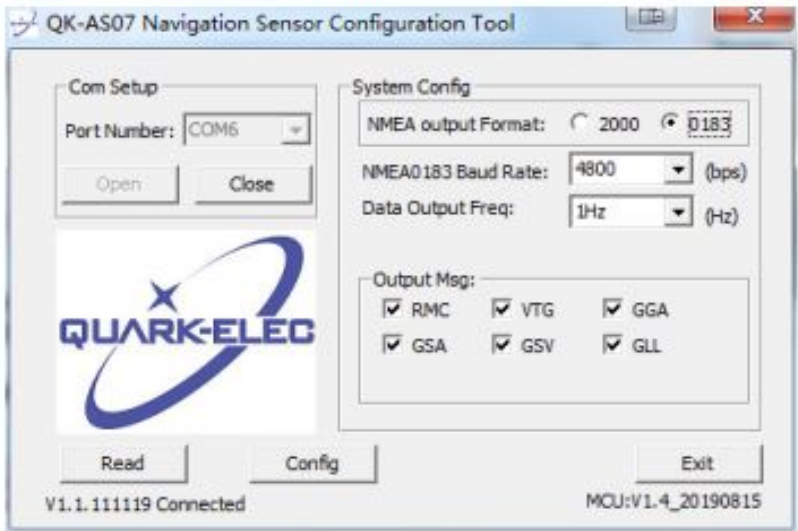 QK-AS07 Navigation Sensor Configuration Tool
Com Setup
Port Number: COM6
Open Close
System Config
NMEA output Format: 2000 0183
NMEA0183 Baud Rate: 4800 (bps)
Data Output Freq: 1Hz (Hz)
Output Msg:
RMC VTG GGA
GSA GSV GLL
QUARK-ELEC
Read Config Exit
V1.1.111119 Connected MCU:V1.4_20190815